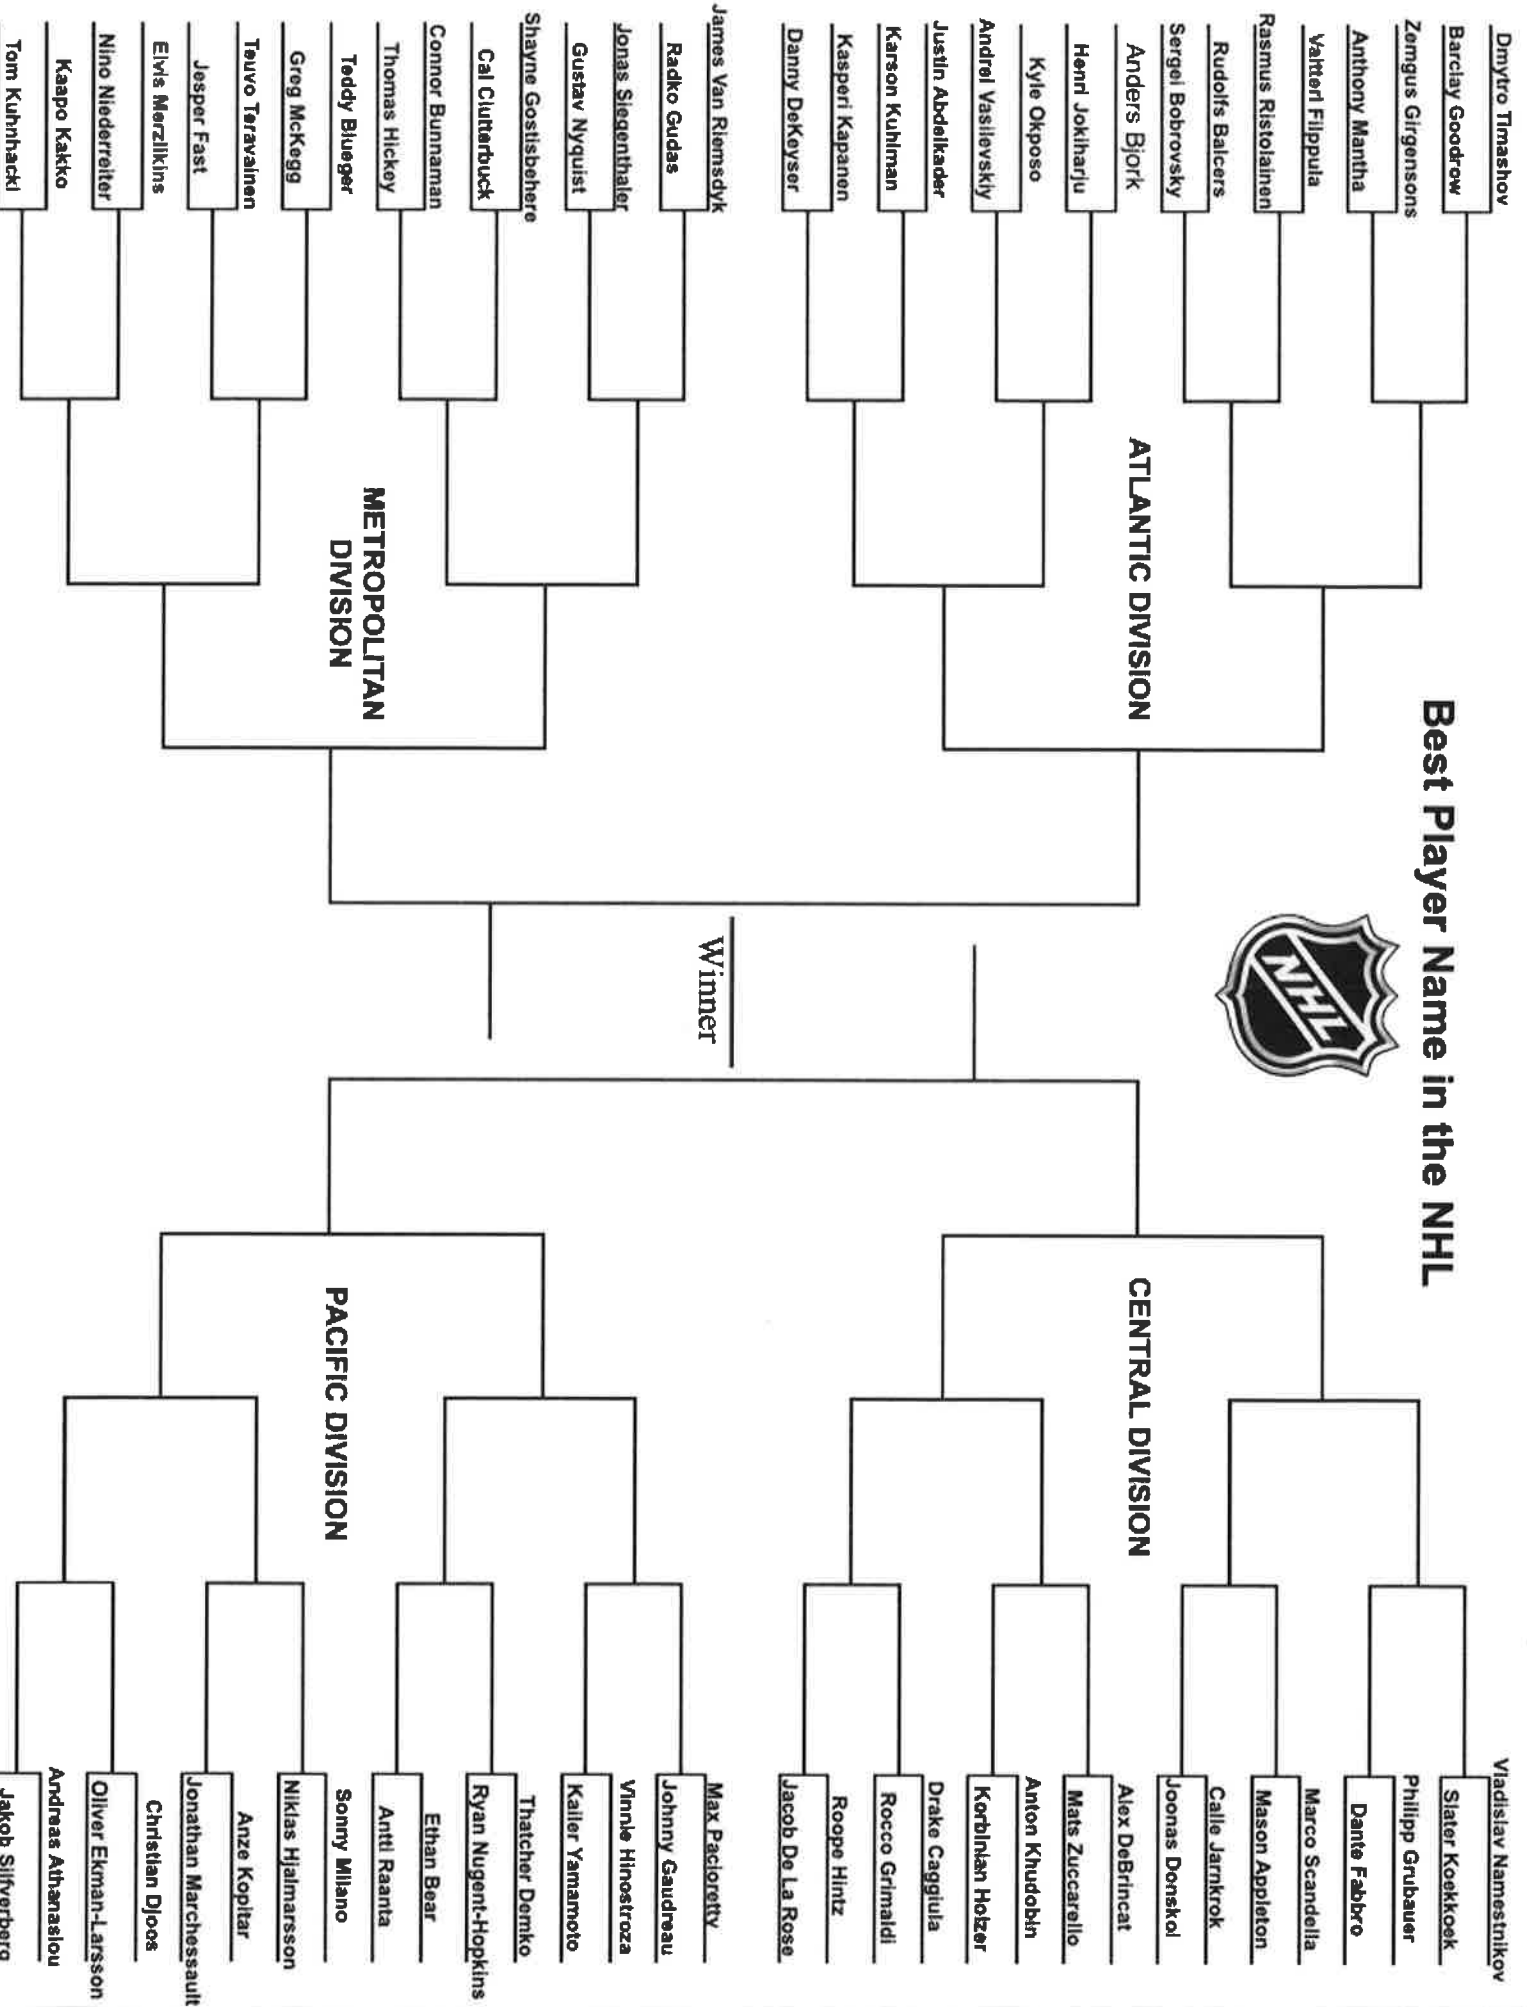 Best Player Name in the NHL
NHL
Dmytro Timashov
Barclay Goodrow
Zemgus Girgensons
Anthony Mantha
Valtteri Filppula
Rasmus Ristolainen
Rudolfs Balcers
Sergei Bobrovsky
Anders Bjork
Henri Jokiharju
Kyle Okposo
Andrei Vasilevskiy
Justin Abdelkader
Karson Kuhlman
Kasperi Kapanen
Danny DeKeyser
ATLANTIC DIVISION
James Van Riemsdyk
Radko Gudas
Jonas Siegenthaler
Gustav Nyquist
Shayne Gostisbehere
Cal Clutterbuck
Connor Bunnaman
Thomas Hickey
Teddy Blueger
Greg McKegg
Teuvo Teravainen
Jesper Fast
Elvis Merzlikins
Nino Niederreiter
Kaapo Kakko
Tom Kuhnhackl
METROPOLITAN
DIVISION
Winner
Vladislav Namestnikov
Slater Koekkoek
Philipp Grubauer
Dante Fabbro
Marco Scandella
Mason Appleton
Calle Jarnkrok
Joonas Donskoi
Alex DeBrincat
Mats Zuccarello
Anton Khudobin
Korbinian Holzer
Drake Caggiula
Rocco Grimaldi
Roope Hintz
Jacob De La Rose
CENTRAL DIVISION
Max Pacioretty
Johnny Gaudreau
Vinnie Hinostroza
Kailer Yamamoto
Thatcher Demko
Ryan Nugent-Hopkins
Ethan Bear
Antti Raanta
Sonny Milano
Niklas Hjalmarsson
Anze Kopitar
Jonathan Marchessault
Christian Djoos
Oliver Ekman-Larsson
Andreas Athanasiou
Jakob Silfverberg
PACIFIC DIVISION